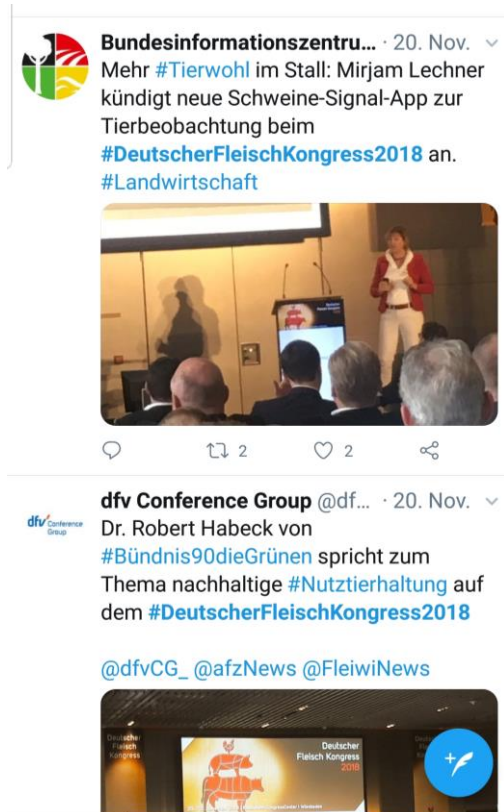 Bundesinformationszentru... · 20. Nov.
Mehr #Tierwohl im Stall: Mirjam Lechner
kündigt neue Schweine-Signal-App zur
Tierbeobachtung beim
#DeutscherFleischKongress2018 an.
#Landwirtschaft
2 2
dfv Conference Group @df... · 20. Nov.
dfv Conference
Group
Dr. Robert Habeck von
#Bündnis90dieGrünen spricht zum
Thema nachhaltige #Nutztierhaltung auf
dem #DeutscherFleischKongress2018
@dfvCG_ @afzNews @FleiwiNews
Deutscher
Fleisch
Kongress
Deutscher
Fleisch Kongress
2018